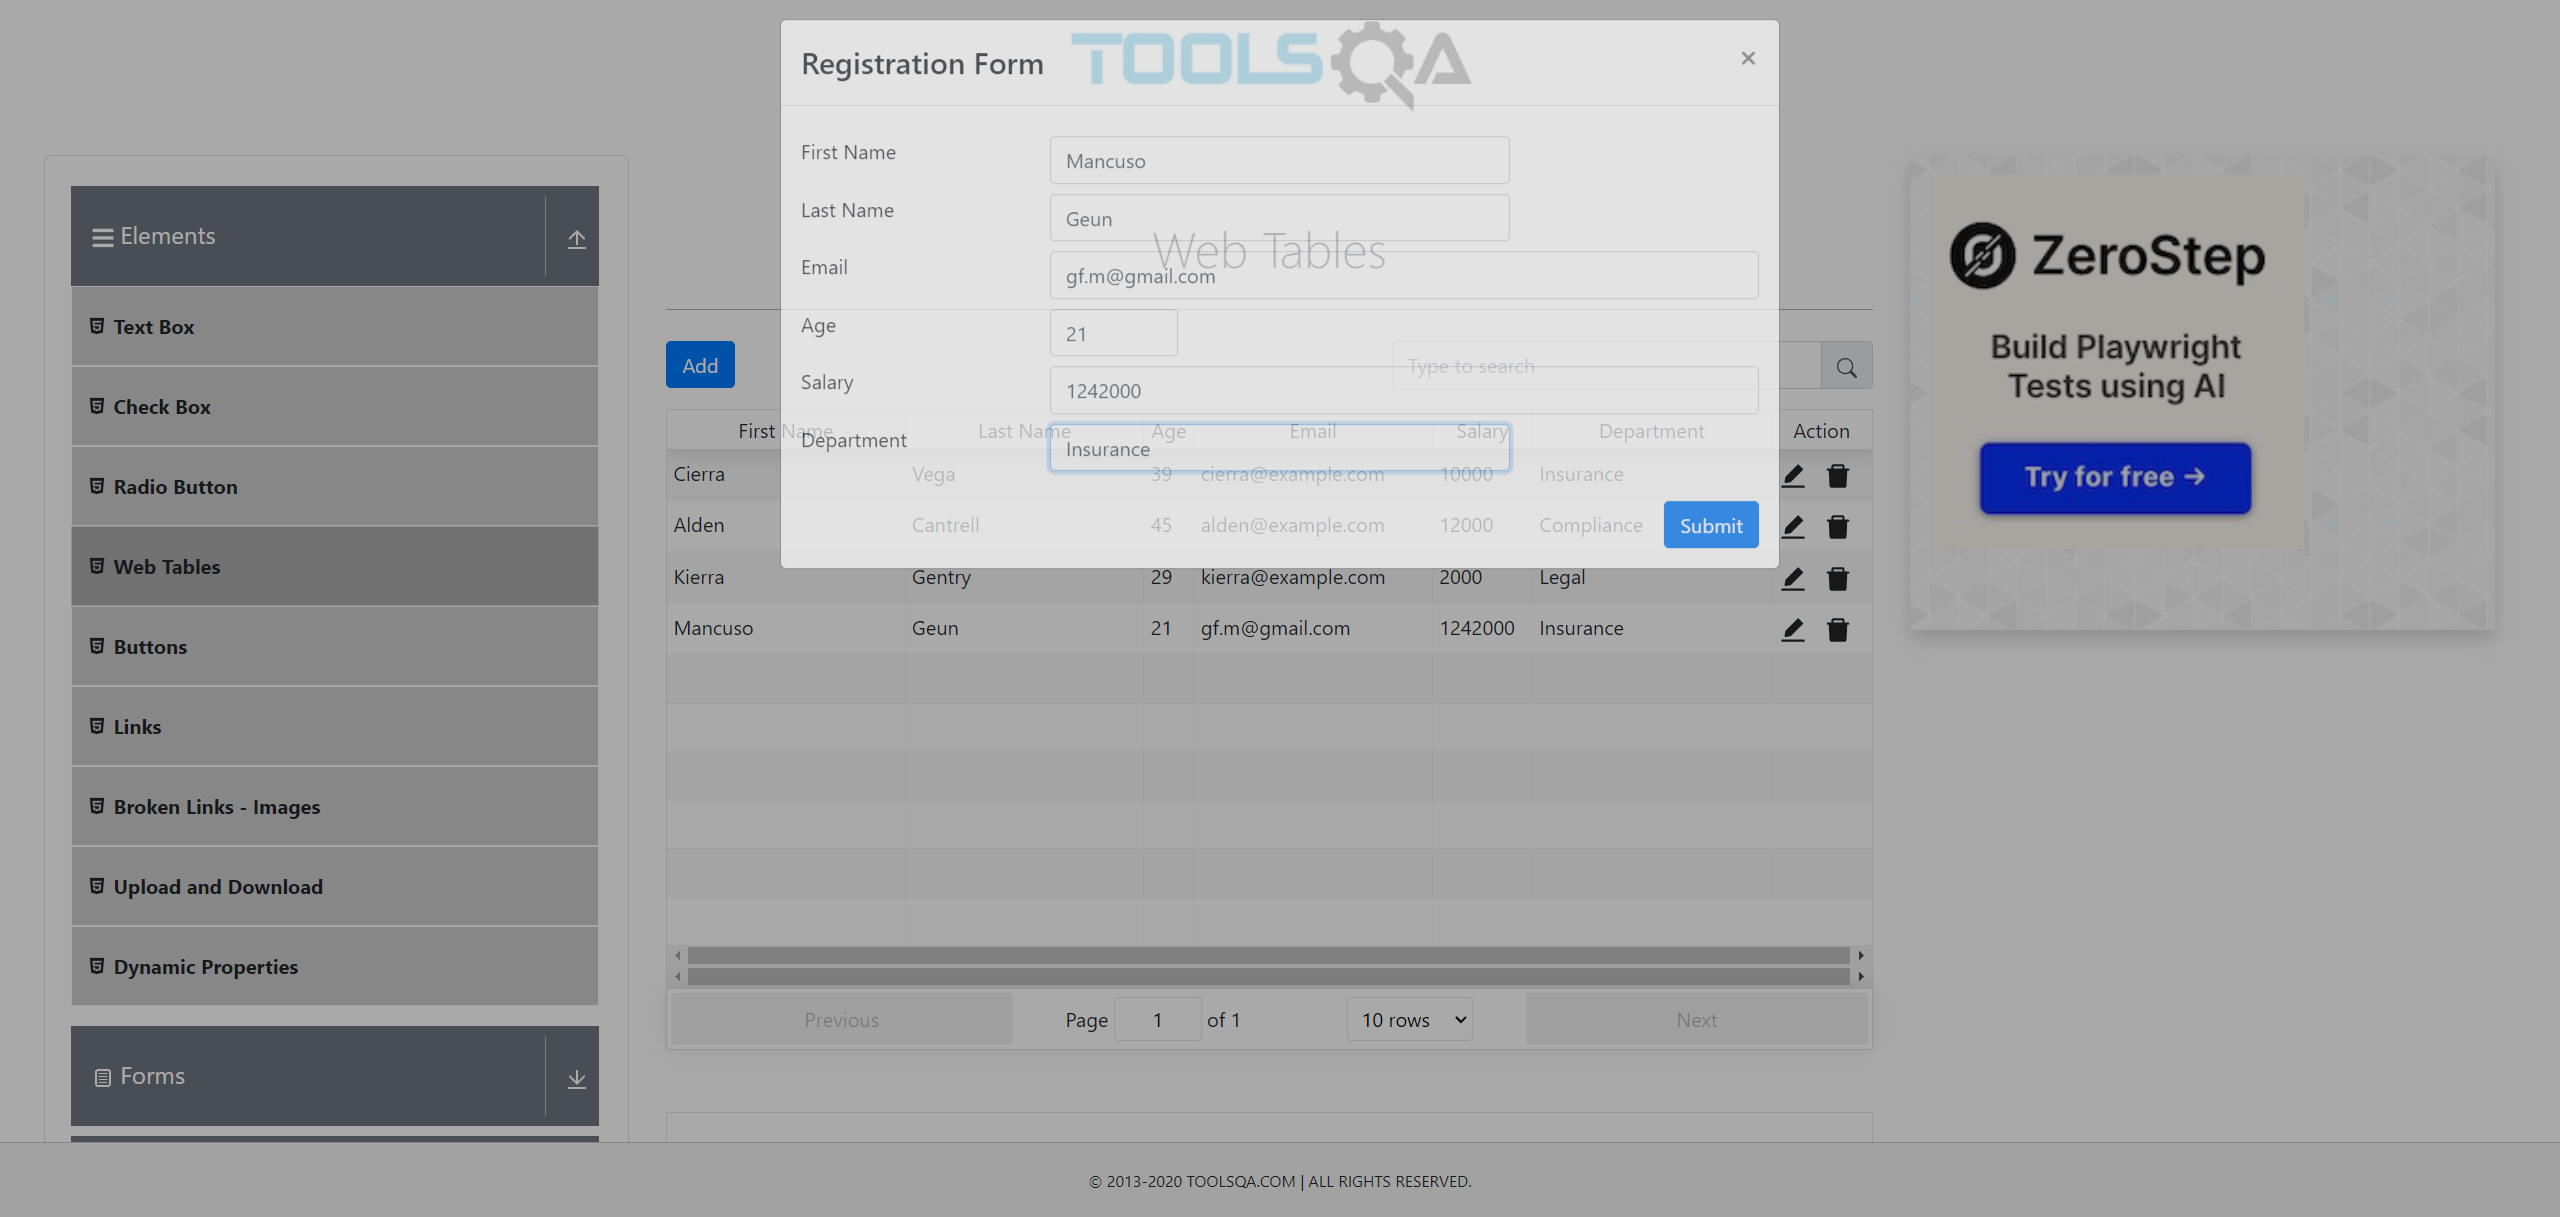 TOOLSQA
Registration Form
×
First Name
Mancuso
Last Name
Geun
Web Tables
Email
gf.m@gmail.com
Age
21
Salary
1242000
Department
Insurance
Submit
Elements
Text Box
Check Box
Radio Button
Web Tables
Buttons
Links
Broken Links - Images
Upload and Download
Dynamic Properties
Forms
Add
Type to search
First Name Last Name Age Email Salary Department Action
Cierra Vega 39 cierra@example.com 10000 Insurance
Alden Cantrell 45 alden@example.com 12000 Compliance
Kierra Gentry 29 kierra@example.com 2000 Legal
Mancuso Geun 21 gf.m@gmail.com 1242000 Insurance
Previous
Page 1 of 1
10 rows
Next
ZeroStep
Build Playwright
Tests using AI
Try for free →
© 2013-2020 TOOLSQA.COM | ALL RIGHTS RESERVED.